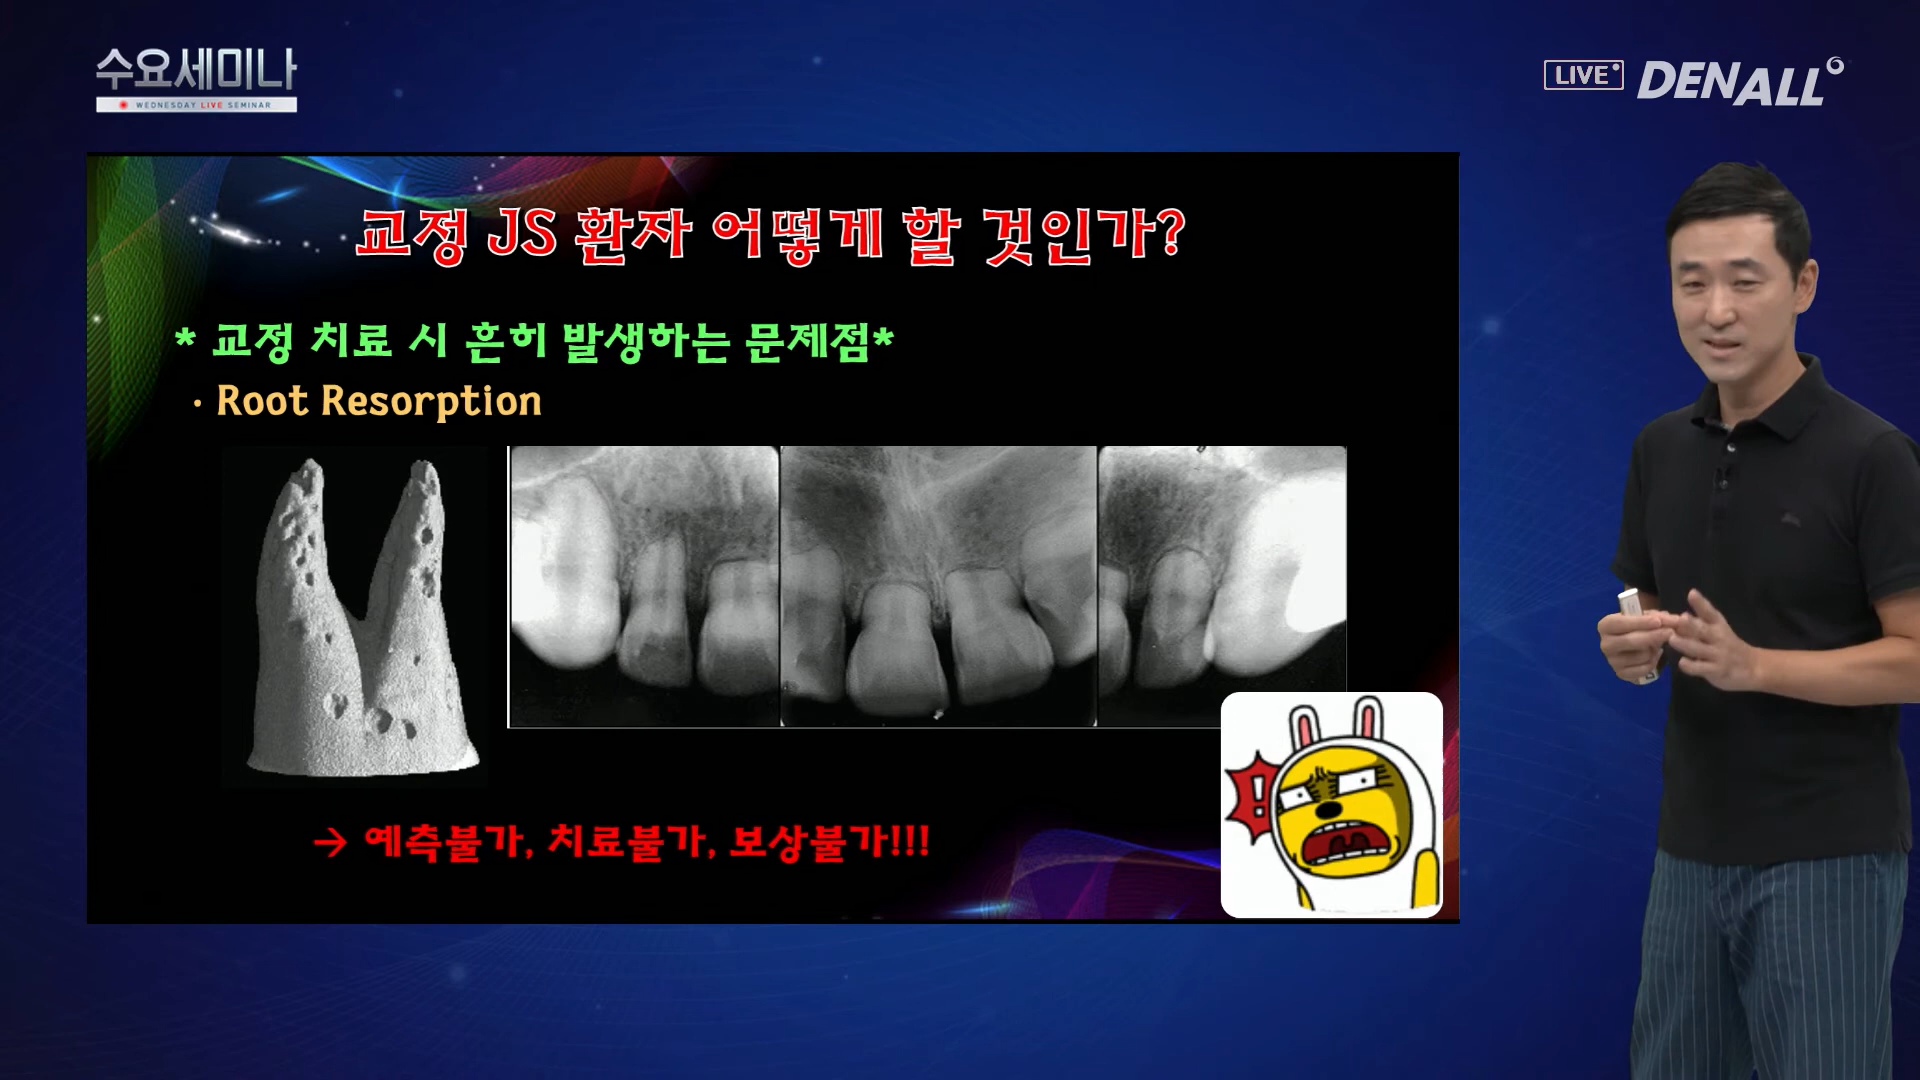 수요세미나
WEDNESDAY LIVE SEMINAR
LIVE
DENALL
교정 JS 환자 어떻게 할 것인가?
* 교정 치료 시 흔히 발생하는 문제점*
· Root Resorption
→ 예측불가, 치료불가, 보상불가!!!
!